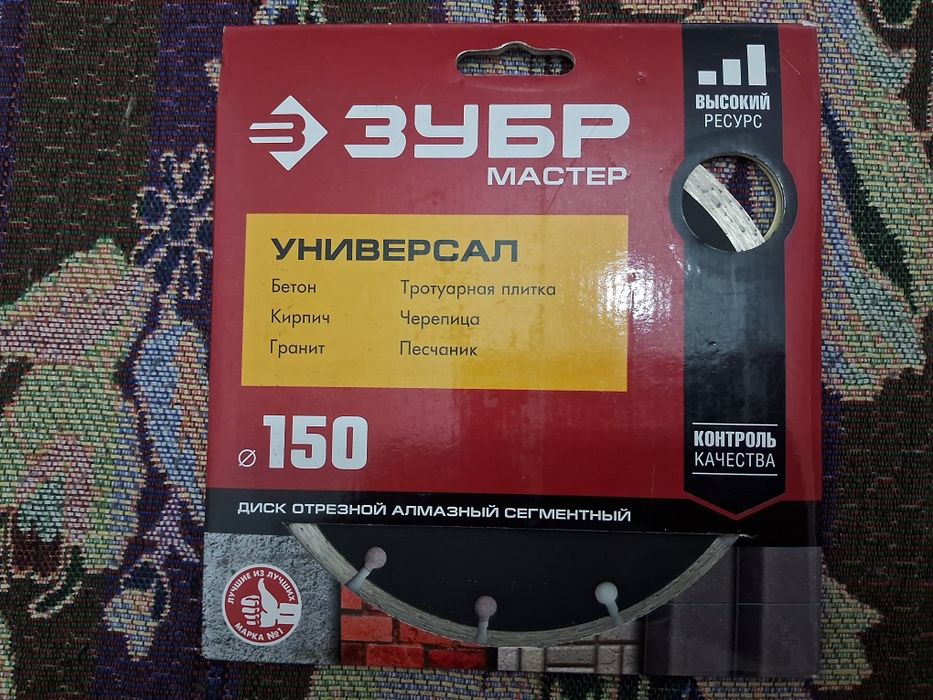 ЗУБР
МАСТЕР
ВЫСОКИЙ
РЕСУРС
УНИВЕРСАЛ
Бетон
Тротуарная плитка
Кирпич
Черепица
Гранит
Песчаник
ø 150
КОНТРОЛЬ
КАЧЕСТВА
ДИСК ОТРЕЗНОЙ АЛМАЗНЫЙ СЕГМЕНТНЫЙ
ЛУЧШИЕ ИЗ ЛУЧШИХ
МАРКА №1